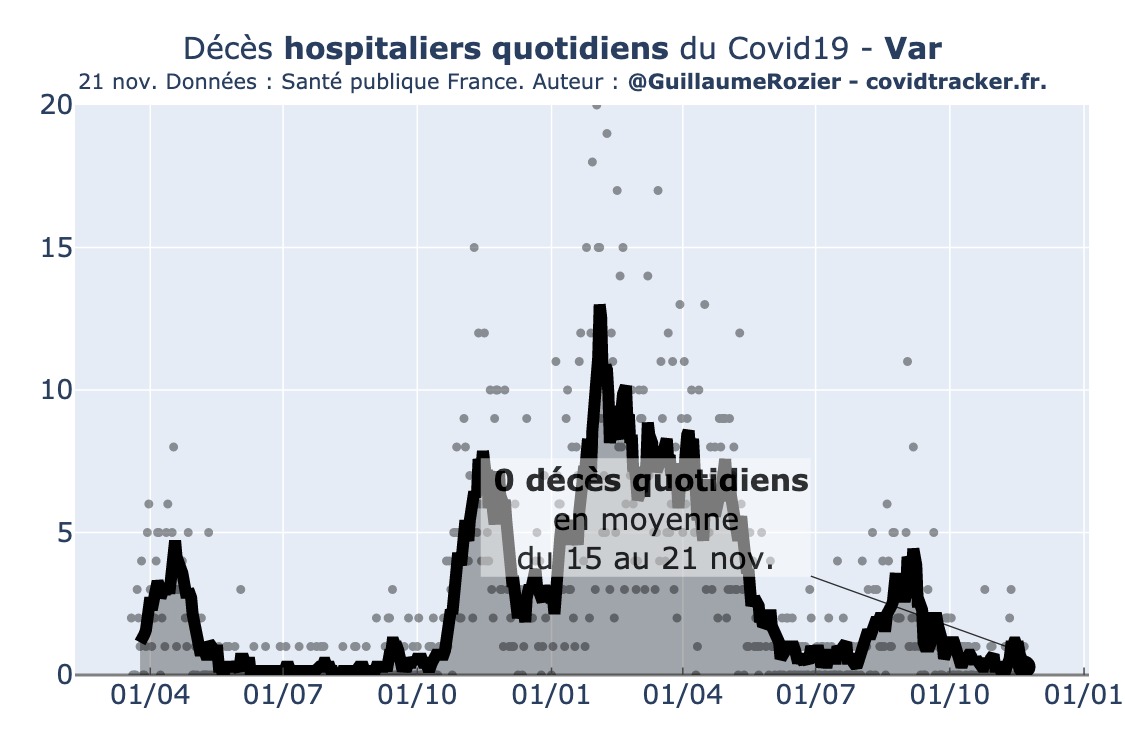 Décès hospitaliers quotidiens du Covid19 - Var
21 nov. Données : Santé publique France. Auteur : @GuillaumeRozier - covidtracker.fr.
20
15
10
5
0
0 décès quotidiens
en moyenne
du 15 au 21 nov.
01/04 01/07 01/10 01/01 01/04 01/07 01/10 01/01